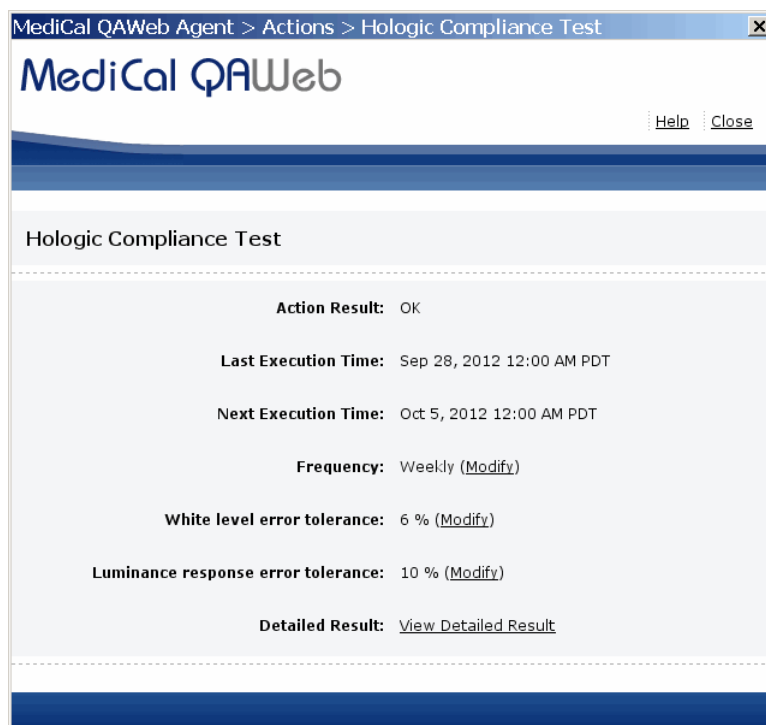 MediCal QAWeb Agent > Actions > Hologic Compliance Test
MediCal QAWeb
Help Close
Hologic Compliance Test
Action Result: OK
Last Execution Time: Sep 28, 2012 12:00 AM PDT
Next Execution Time: Oct 5, 2012 12:00 AM PDT
Frequency: Weekly (Modify)
White level error tolerance: 6 % (Modify)
Luminance response error tolerance: 10 % (Modify)
Detailed Result: View Detailed Result